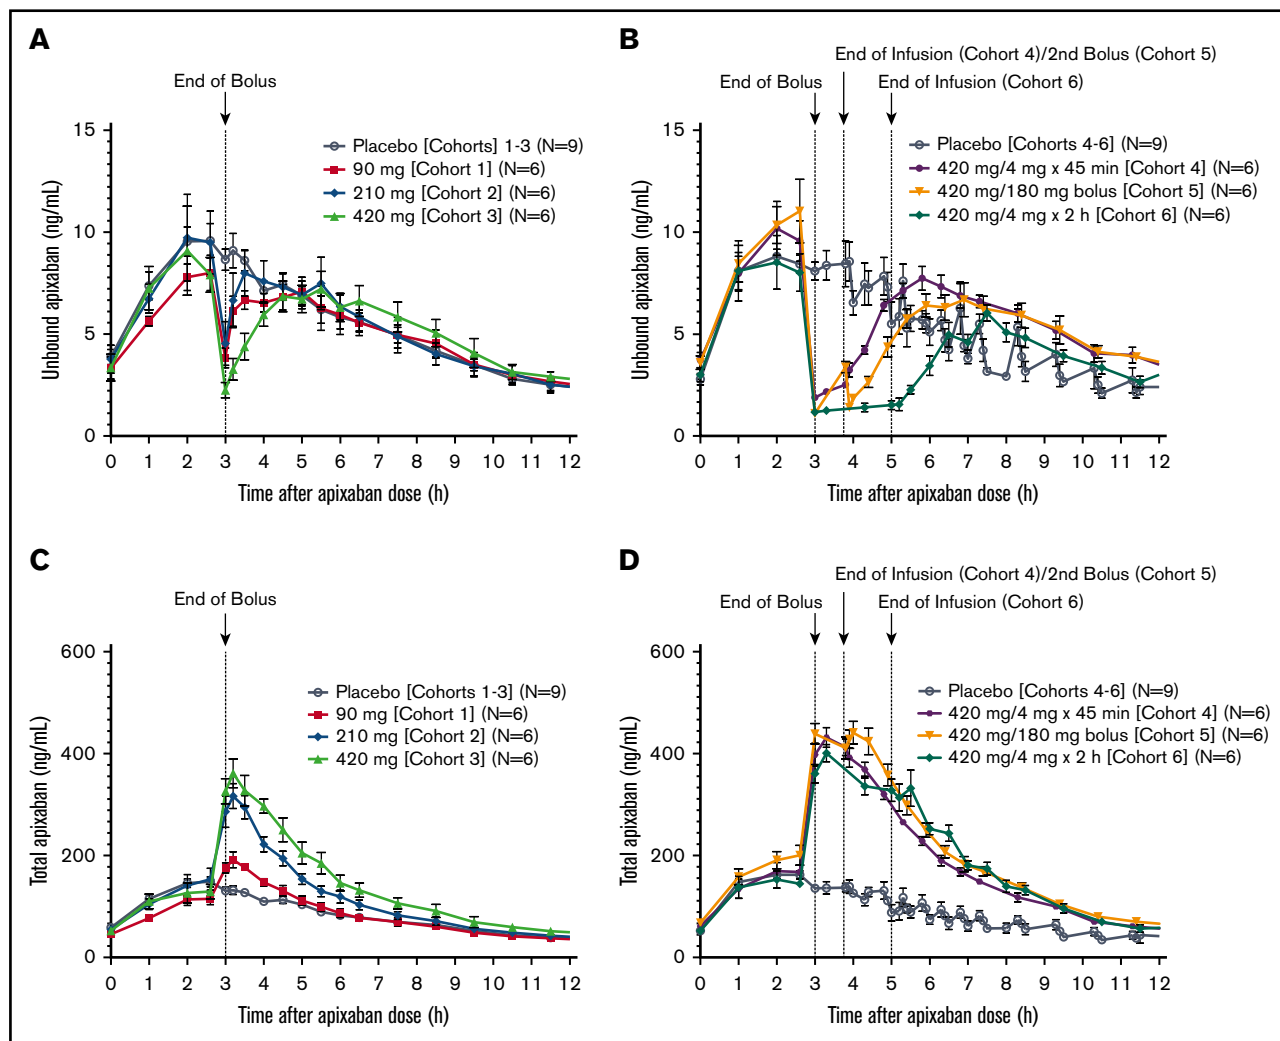 A
End of Bolus
Unbound apixaban (ng/mL)
15
10
5
0
Placebo [Cohorts] 1-3 (N=9)
90 mg [Cohort 1] (N=6)
210 mg [Cohort 2] (N=6)
420 mg [Cohort 3] (N=6)
0 1 2 3 4 5 6 7 8 9 10 11 12
Time after apixaban dose (h)
B
End of Infusion (Cohort 4)/2nd Bolus (Cohort 5)
End of Bolus
End of Infusion (Cohort 6)
Unbound apixaban (ng/mL)
15
10
5
0
Placebo [Cohorts 4-6] (N=9)
420 mg/4 mg x 45 min [Cohort 4] (N=6)
420 mg/180 mg bolus [Cohort 5] (N=6)
420 mg/4 mg x 2 h [Cohort 6] (N=6)
0 1 2 3 4 5 6 7 8 9 10 11 12
Time after apixaban dose (h)
C
End of Bolus
Total apixaban (ng/mL)
600
400
200
0
Placebo [Cohorts 1-3] (N=9)
90 mg [Cohort 1] (N=6)
210 mg [Cohort 2] (N=6)
420 mg [Cohort 3] (N=6)
0 1 2 3 4 5 6 7 8 9 10 11 12
Time after apixaban dose (h)
D
End of Infusion (Cohort 4)/2nd Bolus (Cohort 5)
End of Bolus
End of Infusion (Cohort 6)
Total apixaban (ng/mL)
600
400
200
0
Placebo [Cohorts 4-6] (N=9)
420 mg/4 mg x 45 min [Cohort 4] (N=6)
420 mg/180 mg bolus [Cohort 5] (N=6)
420 mg/4 mg x 2 h [Cohort 6] (N=6)
0 1 2 3 4 5 6 7 8 9 10 11 12
Time after apixaban dose (h)